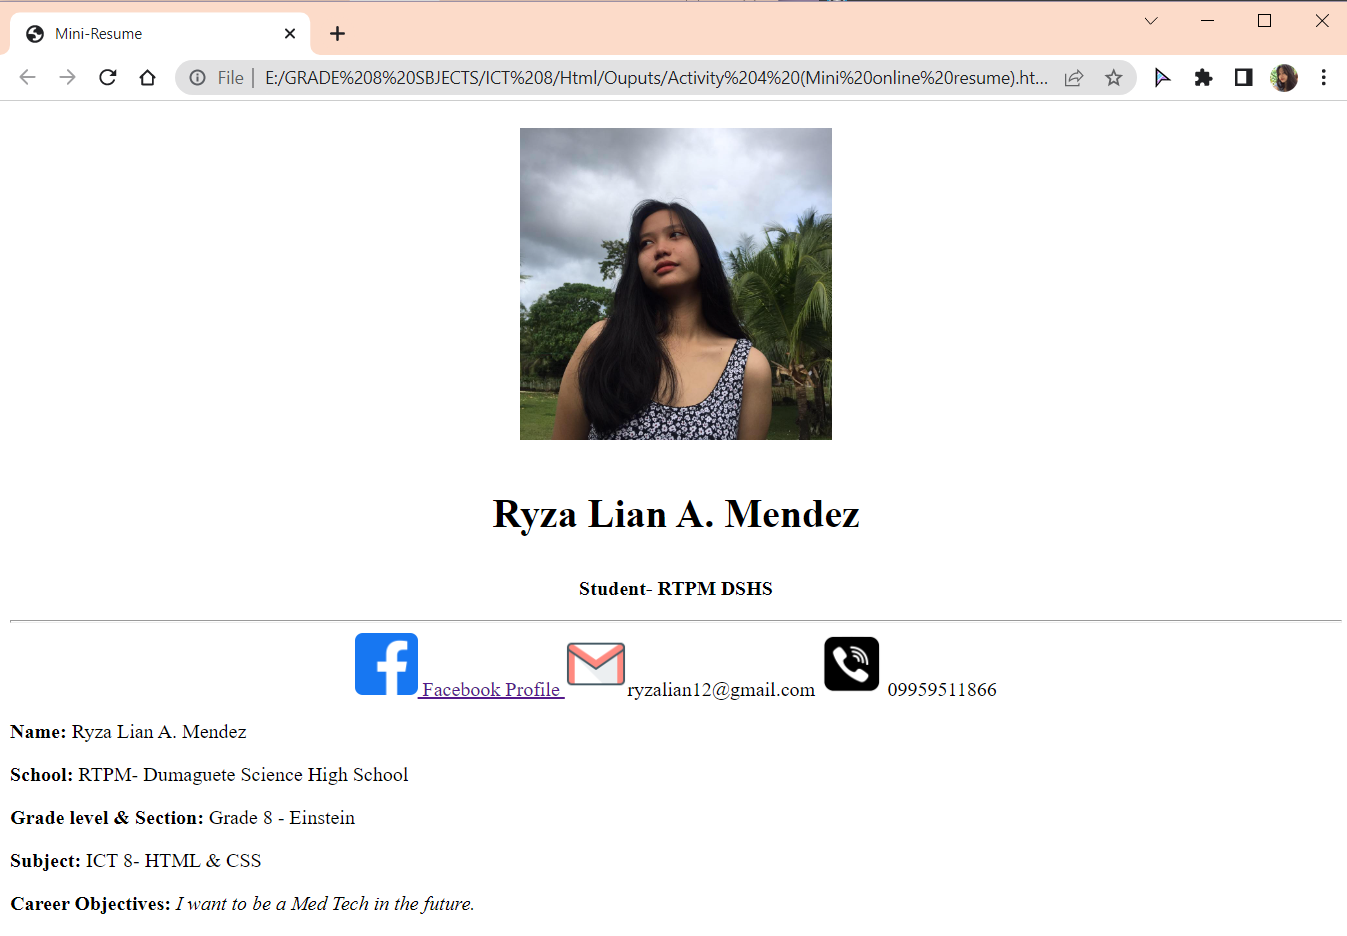 Mini-Resume
File | E:/GRADE%208%20SBJECTS/ICT%208/Html/Ouputs/Activity%204%20(Mini%20online%20resume).ht...
Ryza Lian A. Mendez
Student- RTPM DSHS
Facebook Profile ryzalian12@gmail.com 09959511866
Name: Ryza Lian A. Mendez
School: RTPM- Dumaguete Science High School
Grade level & Section: Grade 8 - Einstein
Subject: ICT 8- HTML & CSS
Career Objectives: I want to be a Med Tech in the future.